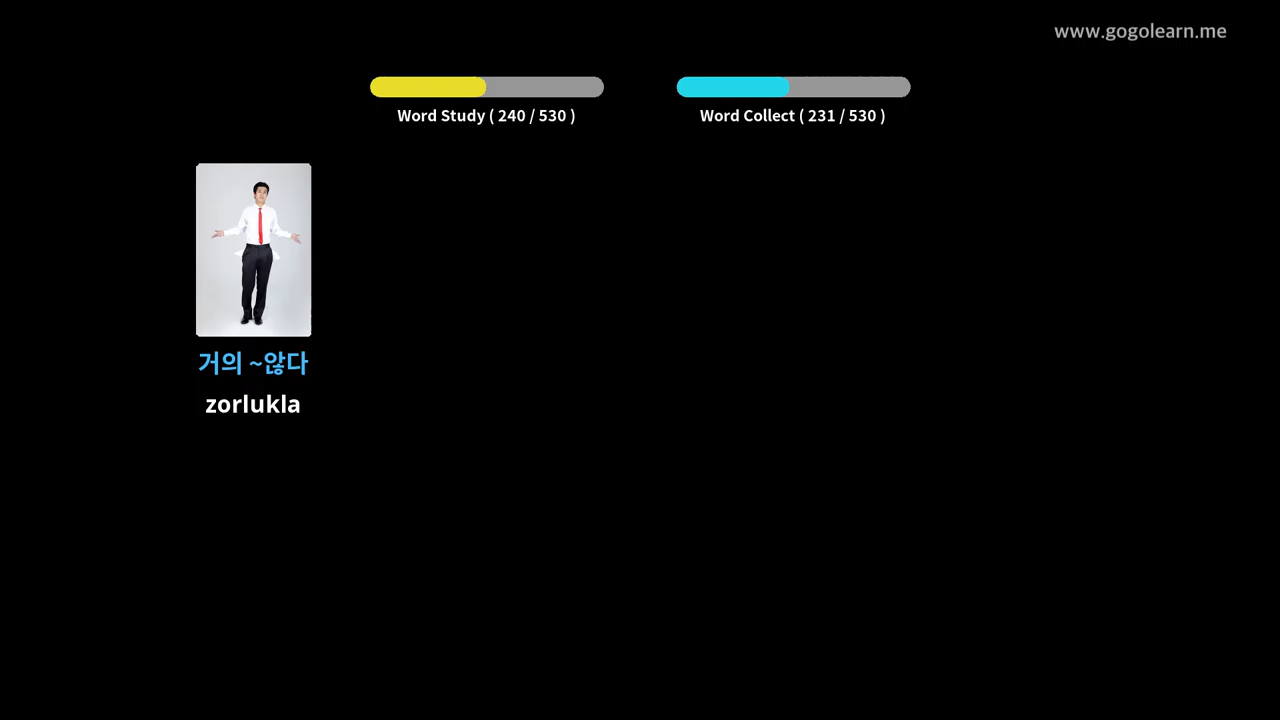 www.gogolearn.me
Word Study ( 240 / 530 )
Word Collect ( 231 / 530 )
거의 ~않다
zorlukla